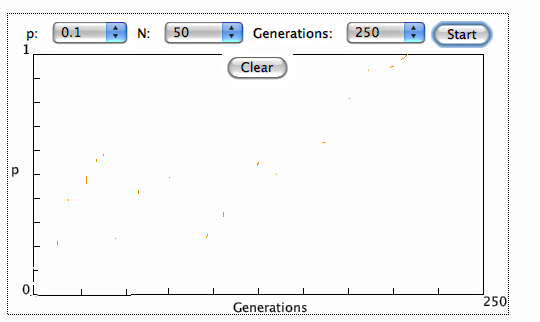 p: 0.1 N: 50 Generations: 250 Start
1
Clear
p
0
250
Generations